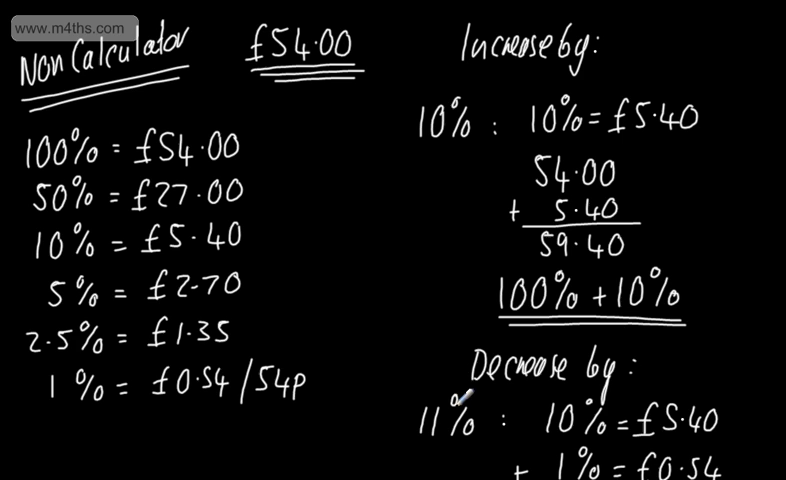 www.m4ths.com
Non Calculator
£54.00
100% = £54.00
50% = £27.00
10% = £5.40
5% = £2.70
2.5% = £1.35
1% = £0.54/54p
Increase by:
10% : 10% = £5.40
54.00
+ 5.40
59.40
100% + 10%
Decrease by:
11% : 10% = £5.40
+ 1% = £0.54